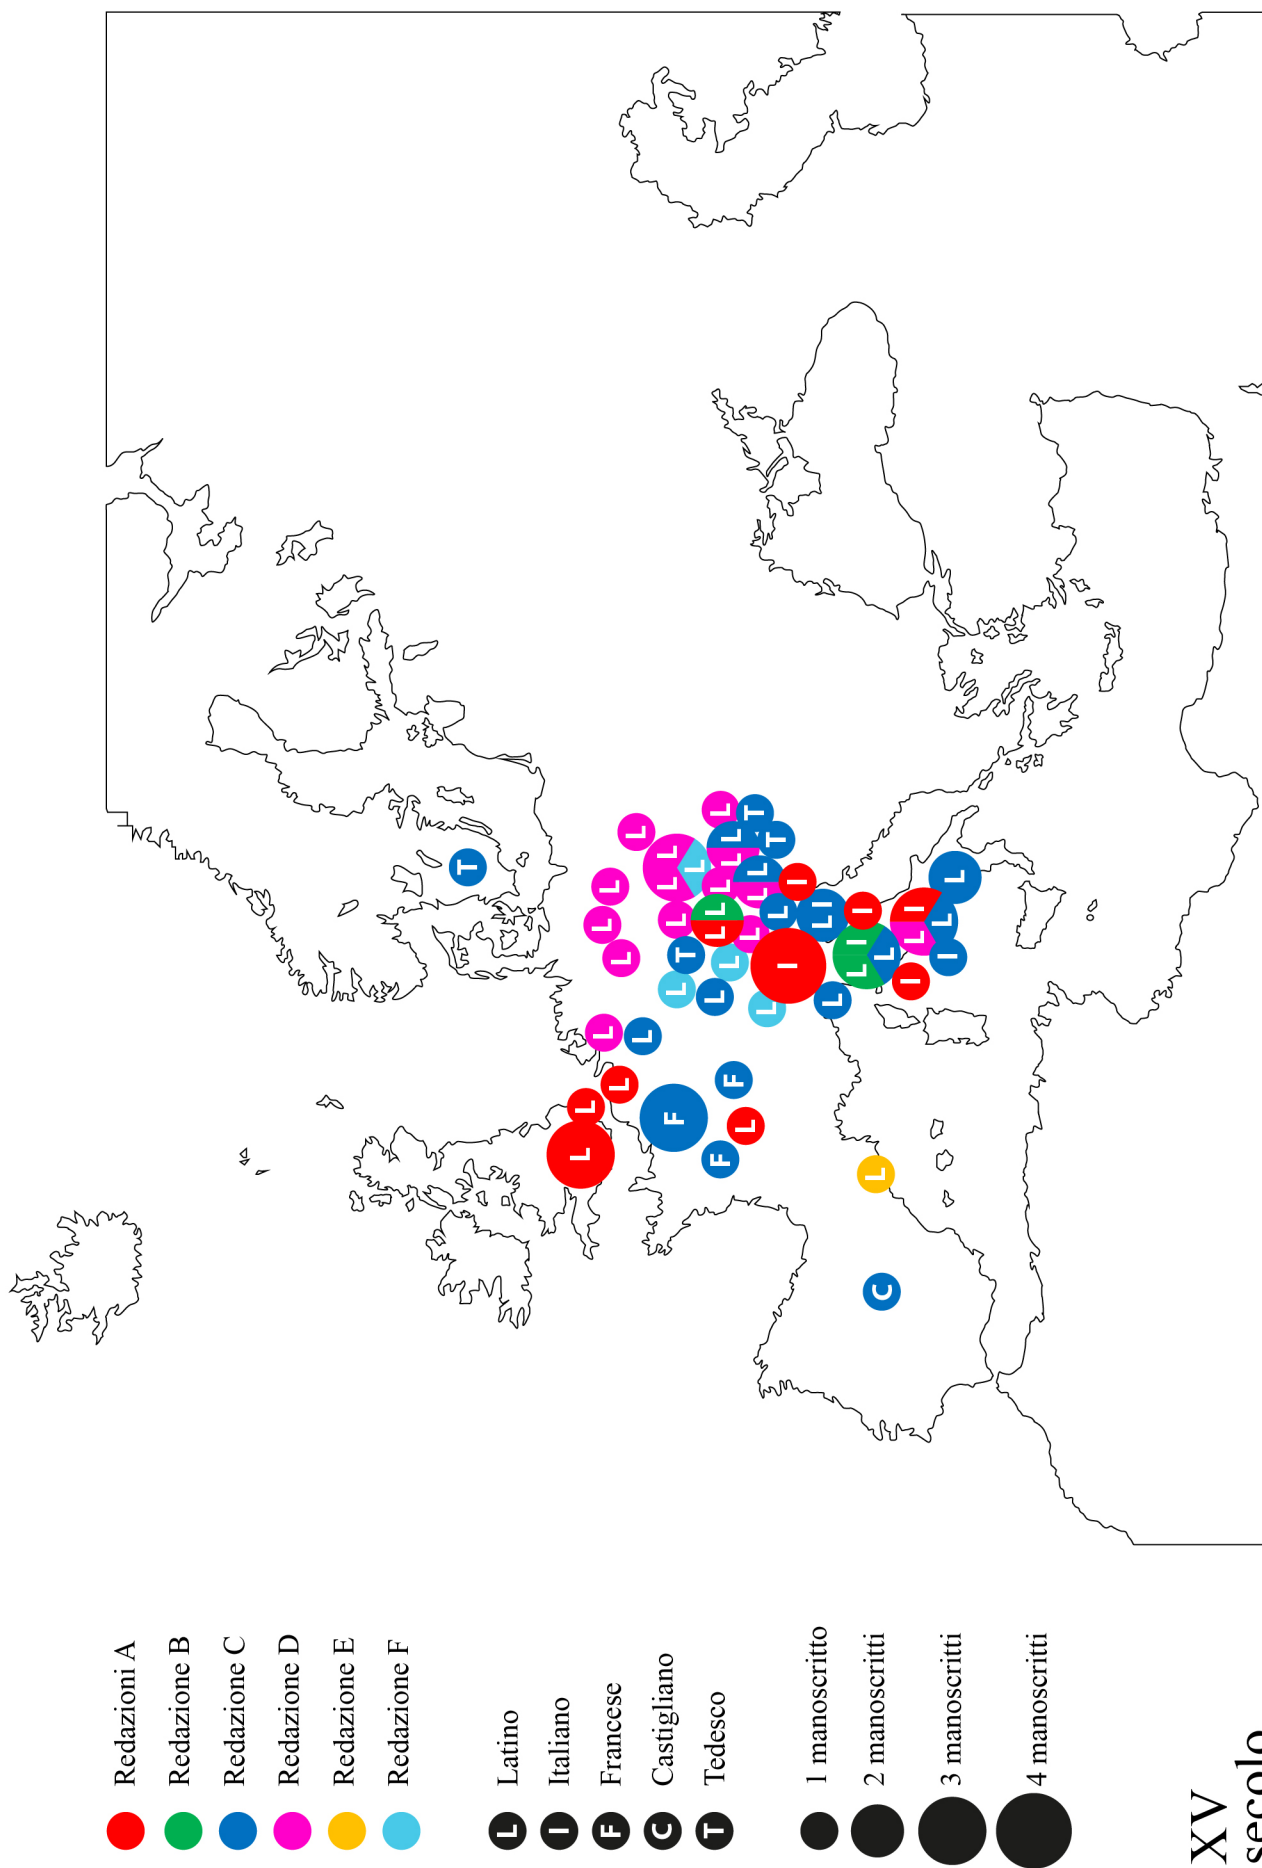 Redazioni A
Redazione B
Redazione C
Redazione D
Redazione E
Redazione F
L Latino
I Italiano
F Francese
C Castigliano
T Tedesco
1 manoscritto
2 manoscritti
3 manoscritti
4 manoscritti
XV
secolo
T
L
L
L
L
L
L
L
L
L
F
L
L
L
L
T
L
L
L
L
F
L
L
L
F
L
L
L
L
T
L
L
L
T
L
I
I
L I
L
L
I
I
L
C
L
I
L
I
L
I
L